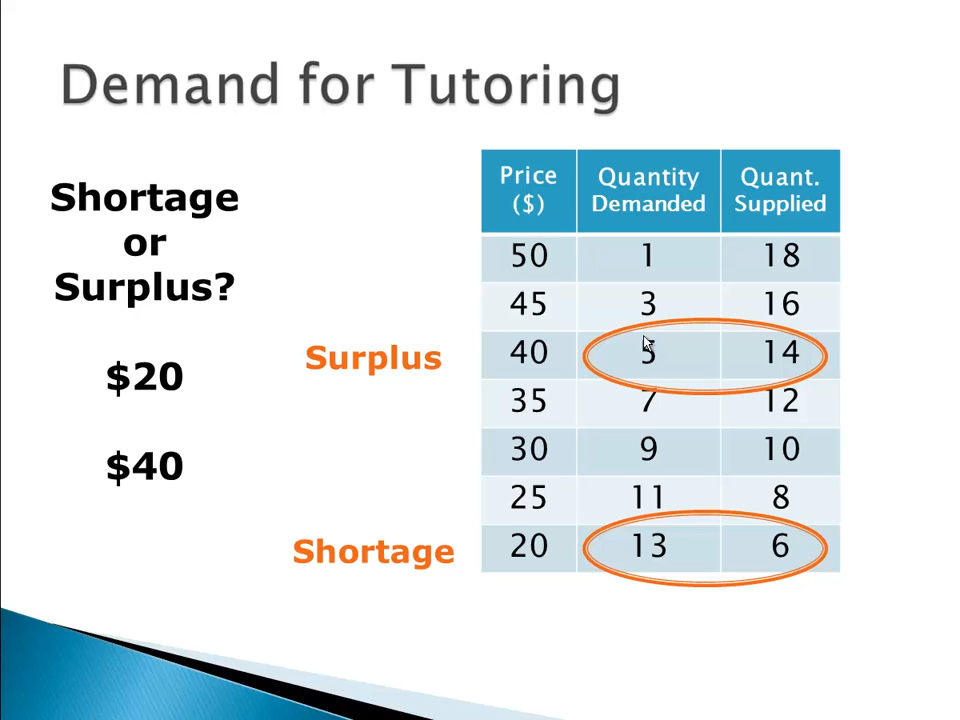 Demand for Tutoring
Shortage
or
Surplus?
$20
$40
Surplus
Shortage
Price ($) Quantity Demanded Quant. Supplied
50 1 18
45 3 16
40 5 14
35 7 12
30 9 10
25 11 8
20 13 6